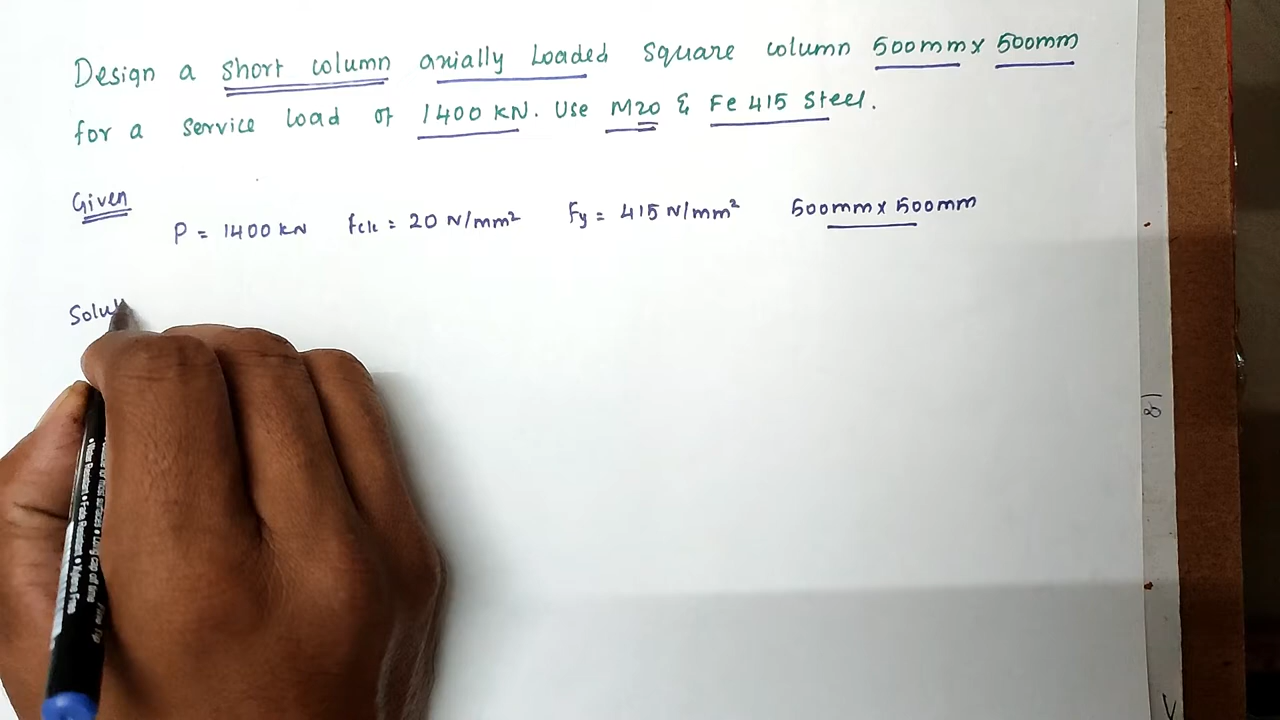 Design a short column axially Loaded square column 500mm x 500mm
for a service load of 1400 KN. Use M20 & Fe 415 Steel.
Given
P = 1400 KN Fck = 20 N/mm² Fy = 415 N/mm² 500mm x 500mm
Solut